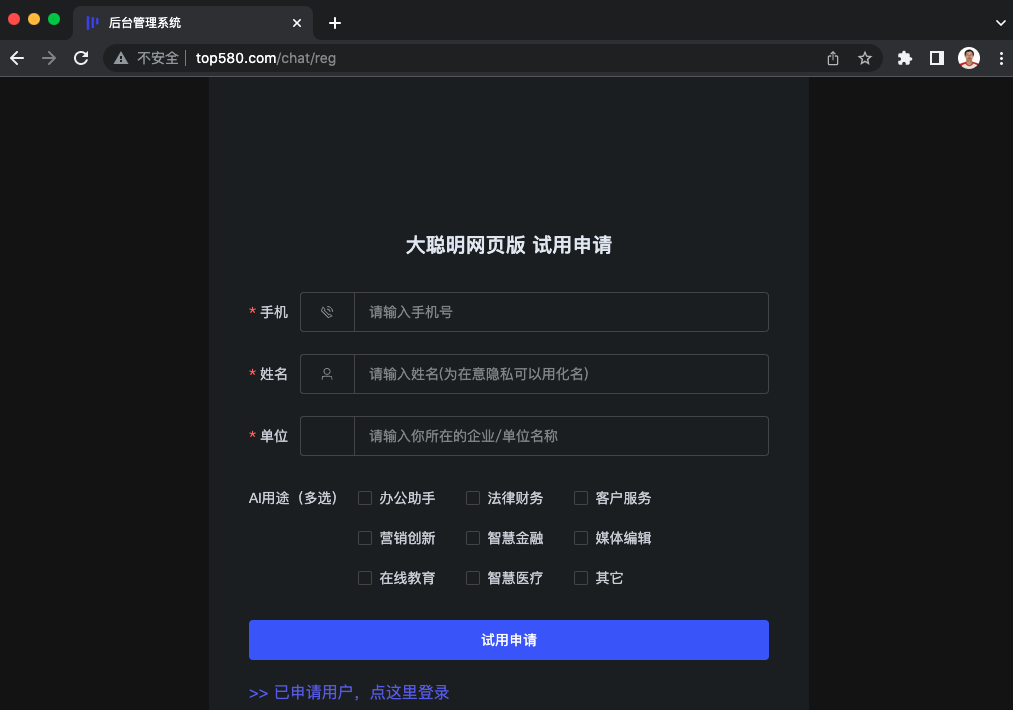 后台管理系统
不安全 top580.com/chat/reg
大聪明网页版 试用申请
* 手机 请输入手机号
* 姓名 请输入姓名(为在意隐私可以用化名)
* 单位 请输入你所在的企业/单位名称
AI用途（多选） 办公助手 法律财务 客户服务
营销创新 智慧金融 媒体编辑
在线教育 智慧医疗 其它
试用申请
>> 已申请用户，点这里登录